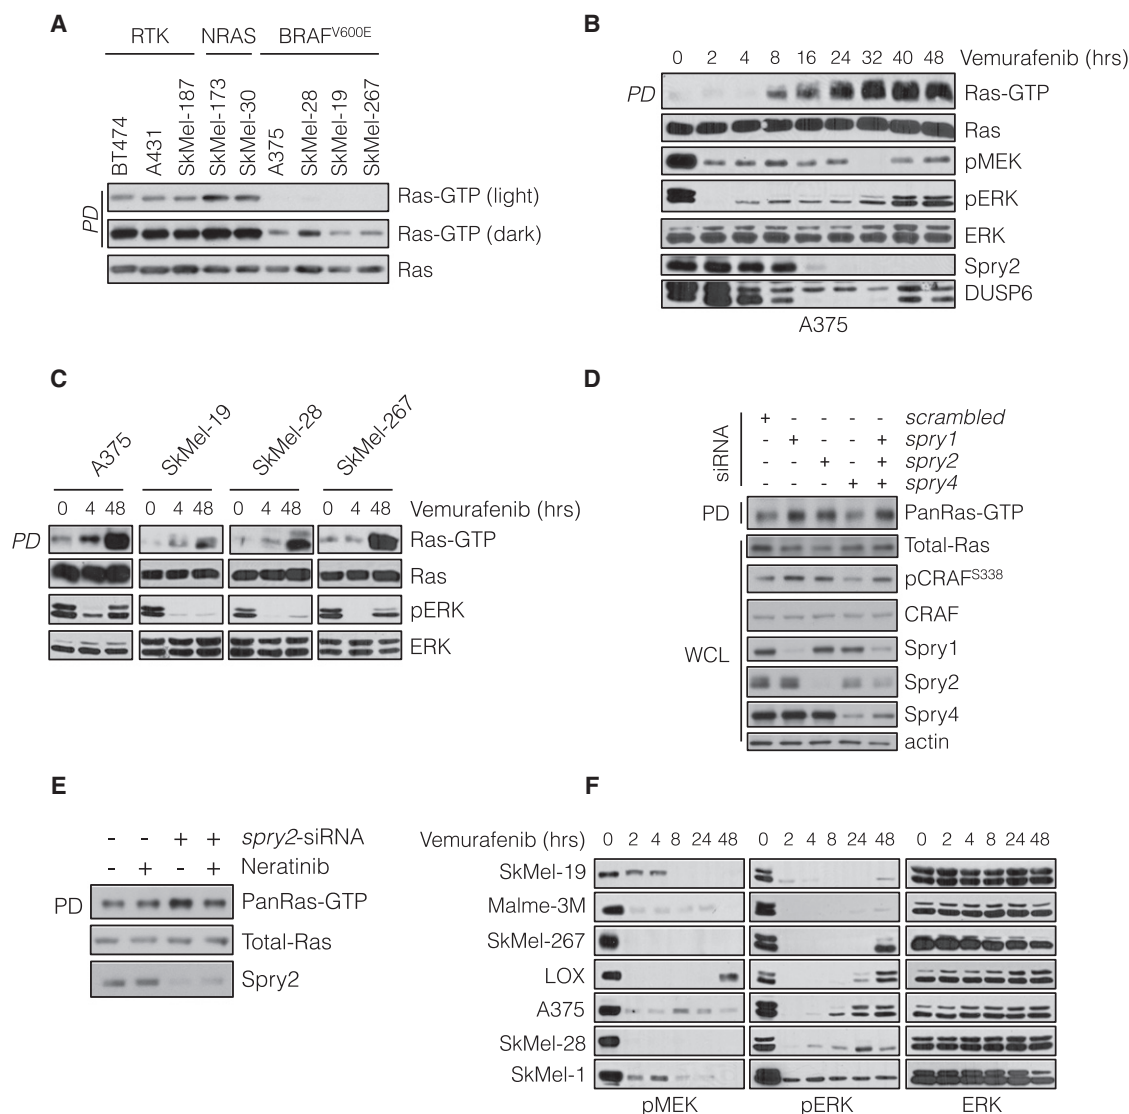 A
RTK NRAS BRAFV600E
BT474 A431 SkMel-187 SkMel-173 SkMel-30 A375 SkMel-28 SkMel-19 SkMel-267
PD
Ras-GTP (light)
Ras-GTP (dark)
Ras
B
0 2 4 8 16 24 32 40 48 Vemurafenib (hrs)
PD Ras-GTP
Ras
pMEK
pERK
ERK
Spry2
DUSP6
A375
C
A375 SkMel-19 SkMel-28 SkMel-267
0 4 48 0 4 48 0 4 48 0 4 48 Vemurafenib (hrs)
PD Ras-GTP
Ras
pERK
ERK
D
siRNA
+ - - - - scrambled
- + - - + spry1
- - + - + spry2
- - - + + spry4
PD PanRas-GTP
WCL
Total-Ras
pCRAFS338
CRAF
Spry1
Spry2
Spry4
actin
E
- - + + spry2-siRNA
- + - + Neratinib
PD PanRas-GTP
Total-Ras
Spry2
F
Vemurafenib (hrs) 0 2 4 8 24 48 0 2 4 8 24 48 0 2 4 8 24 48
SkMel-19
Malme-3M
SkMel-267
LOX
A375
SkMel-28
SkMel-1
pMEK pERK ERK